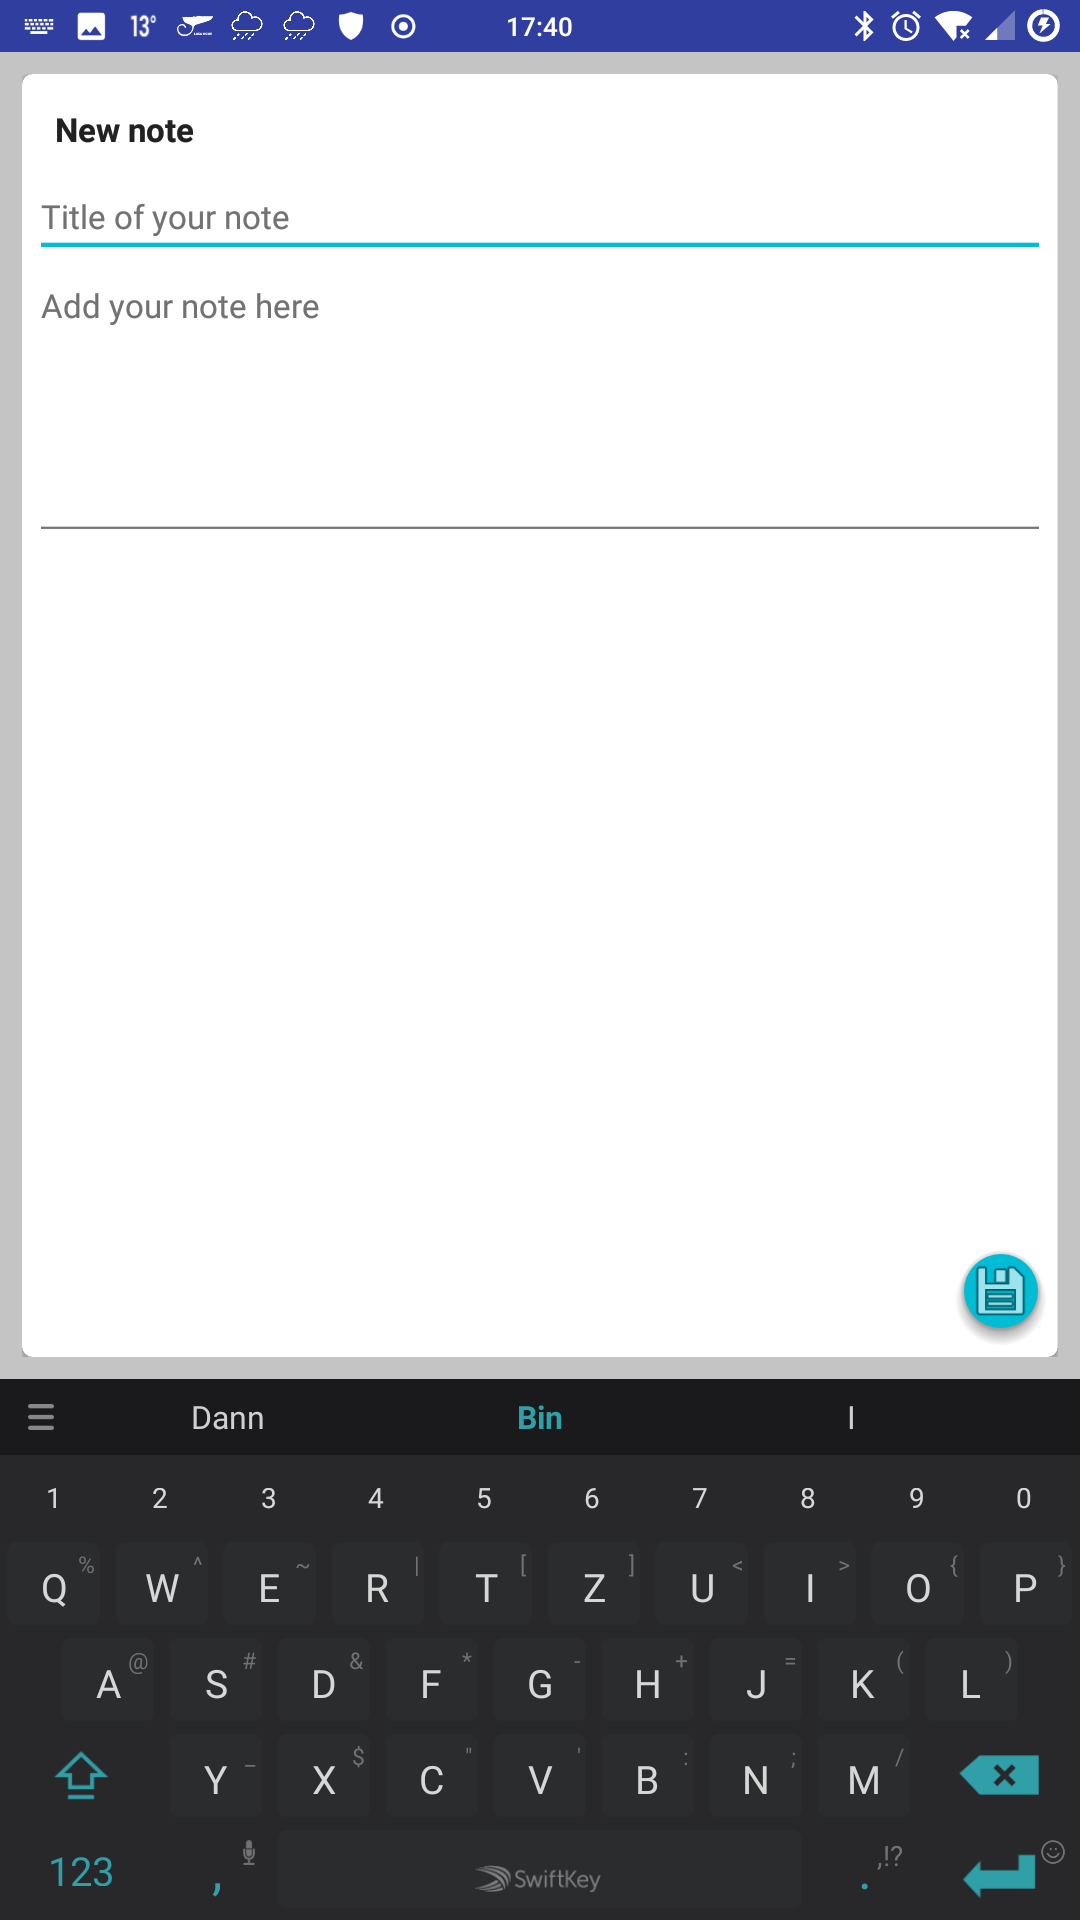 13° 17:40
New note
Title of your note
Add your note here
Dann Bin I
1 2 3 4 5 6 7 8 9 0
% ^ ~ | [ ] < > { }
Q W E R T Z U I O P
@ # & * - + = ( )
A S D F G H J K L
_ $ " ' : ; /
Y X C V B N M
123 , SwiftKey . ,!?